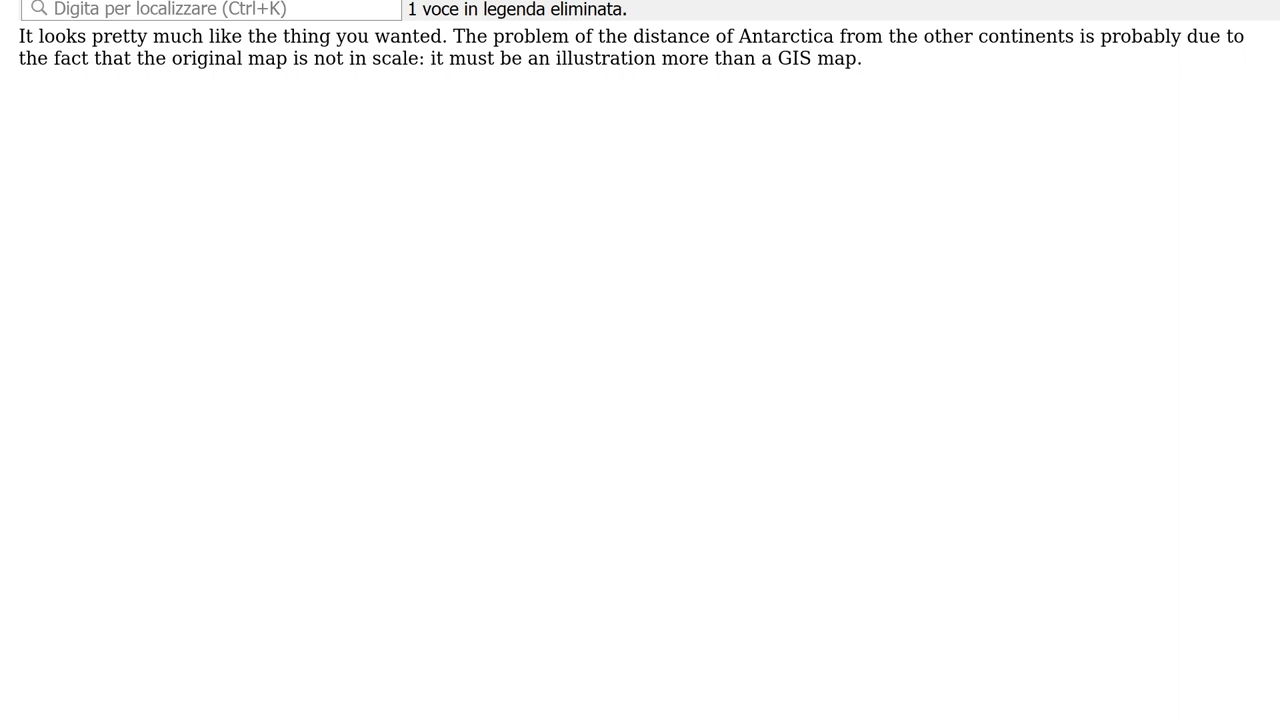 Digita per localizzare (Ctrl+K) 1 voce in legenda eliminata.
It looks pretty much like the thing you wanted. The problem of the distance of Antarctica from the other continents is probably due to
the fact that the original map is not in scale: it must be an illustration more than a GIS map.